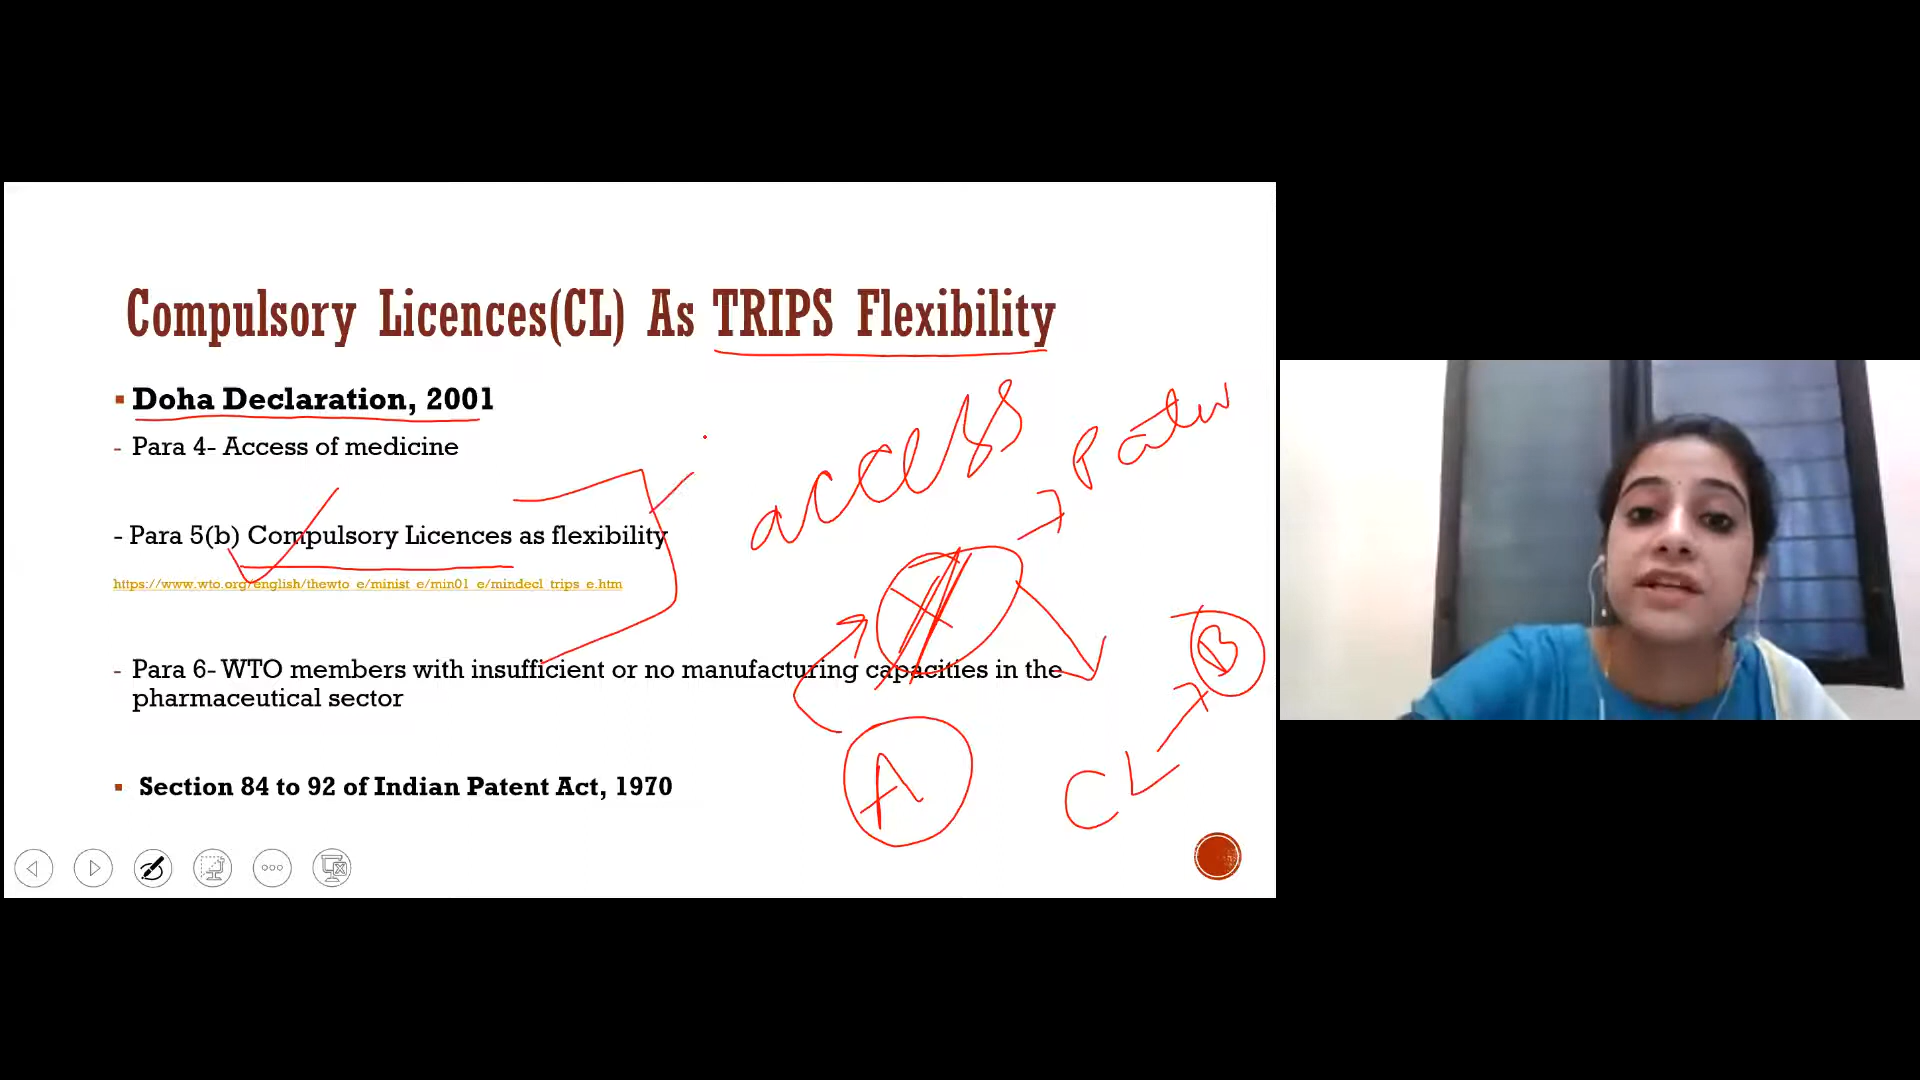 Compulsory Licences(CL) As TRIPS Flexibility
Doha Declaration, 2001
- Para 4- Access of medicine
- Para 5(b) Compulsory Licences as flexibility
https://www.wto.org/english/thewto_e/minist_e/min01_e/mindecl_trips_e.htm
- Para 6- WTO members with insufficient or no manufacturing capacities in the
pharmaceutical sector
Section 84 to 92 of Indian Patent Act, 1970
access
B
A
CL